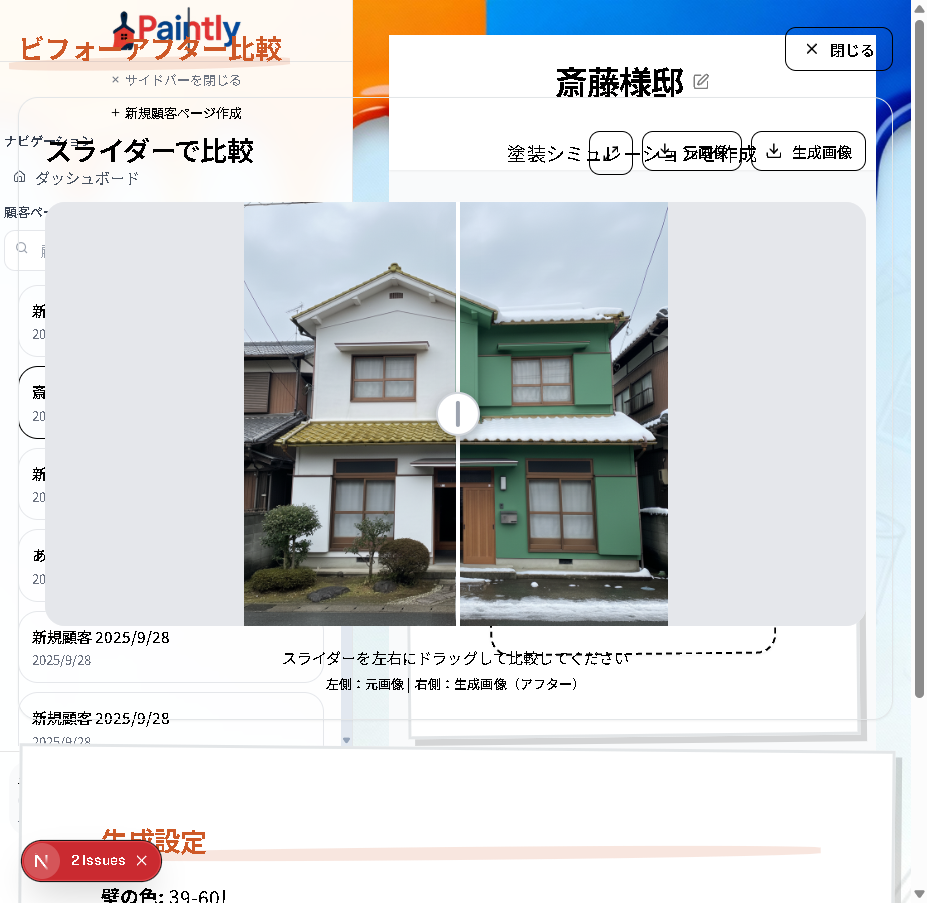 Paintly
ビフォーアフター比較
× 閉じる
斎藤様邸
× サイドバーを閉じる
+ 新規顧客ページ作成
ナビゲーション
スライダーで比較
塗装シミュレーションを作成
元画像
生成画像
ダッシュボード
顧客ペ
新
20
斎
20
新
20
あ
20
新規顧客 2025/9/28
2025/9/28
スライダーを左右にドラッグして比較してください
左側：元画像 | 右側：生成画像（アフター）
新規顧客 2025/9/28
2025/9/28
生成設定
N 2 Issues ×
壁の色: 39-60